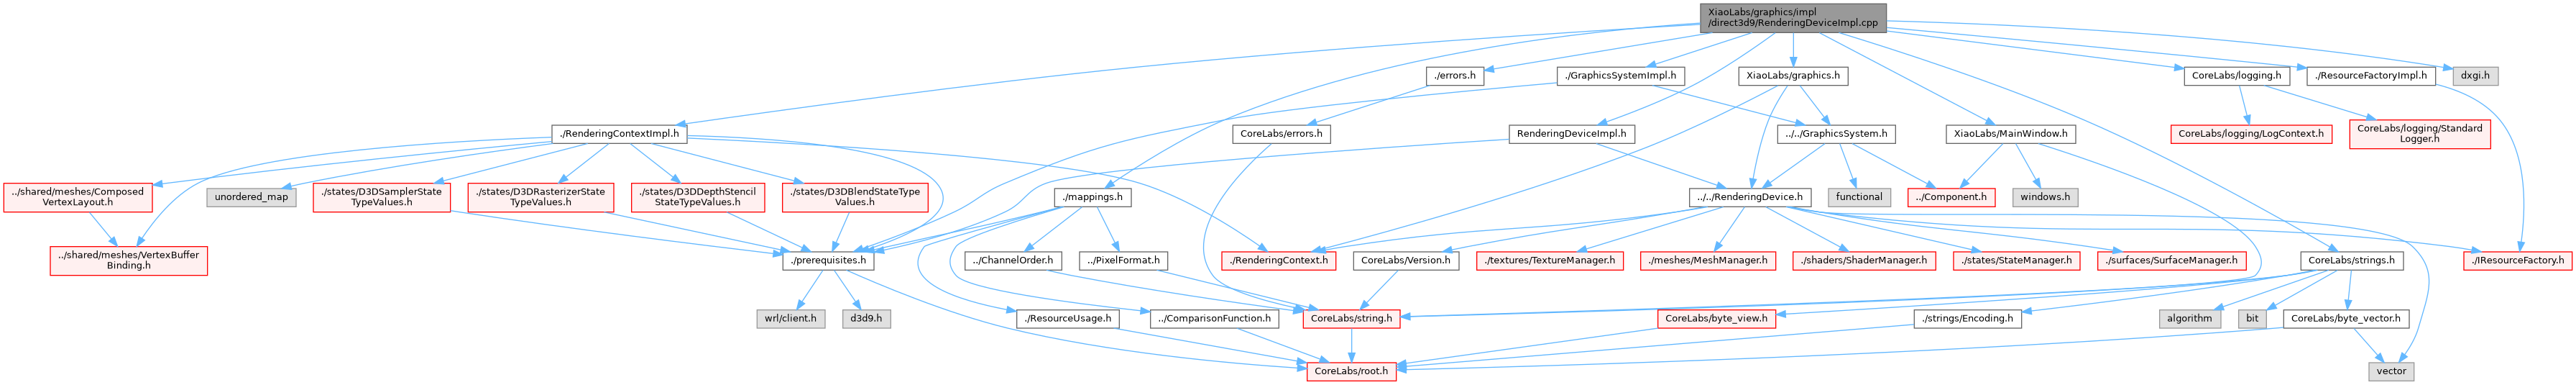 XiaoLabs/graphics/impl
/direct3d9/RenderingDeviceImpl.cpp
./errors.h
./GraphicsSystemImpl.h
XiaoLabs/graphics.h
CoreLabs/logging.h
./ResourceFactoryImpl.h
dxgi.h
./RenderingContextImpl.h
CoreLabs/errors.h
RenderingDeviceImpl.h
../../GraphicsSystem.h
XiaoLabs/MainWindow.h
CoreLabs/logging/LogContext.h
CoreLabs/logging/Standard
Logger.h
../shared/meshes/Composed
VertexLayout.h
unordered_map
./states/D3DSamplerState
TypeValues.h
./states/D3DRasterizerState
TypeValues.h
./states/D3DDepthStencil
StateTypeValues.h
./states/D3DBlendStateType
Values.h
./mappings.h
../../RenderingDevice.h
functional
../Component.h
windows.h
../shared/meshes/VertexBuffer
Binding.h
./prerequisites.h
../ChannelOrder.h
../PixelFormat.h
./RenderingContext.h
CoreLabs/Version.h
./textures/TextureManager.h
./meshes/MeshManager.h
./shaders/ShaderManager.h
./states/StateManager.h
./surfaces/SurfaceManager.h
CoreLabs/strings.h
./IResourceFactory.h
wrl/client.h
d3d9.h
./ResourceUsage.h
../ComparisonFunction.h
CoreLabs/string.h
CoreLabs/byte_view.h
./strings/Encoding.h
algorithm
bit
CoreLabs/byte_vector.h
CoreLabs/root.h
vector